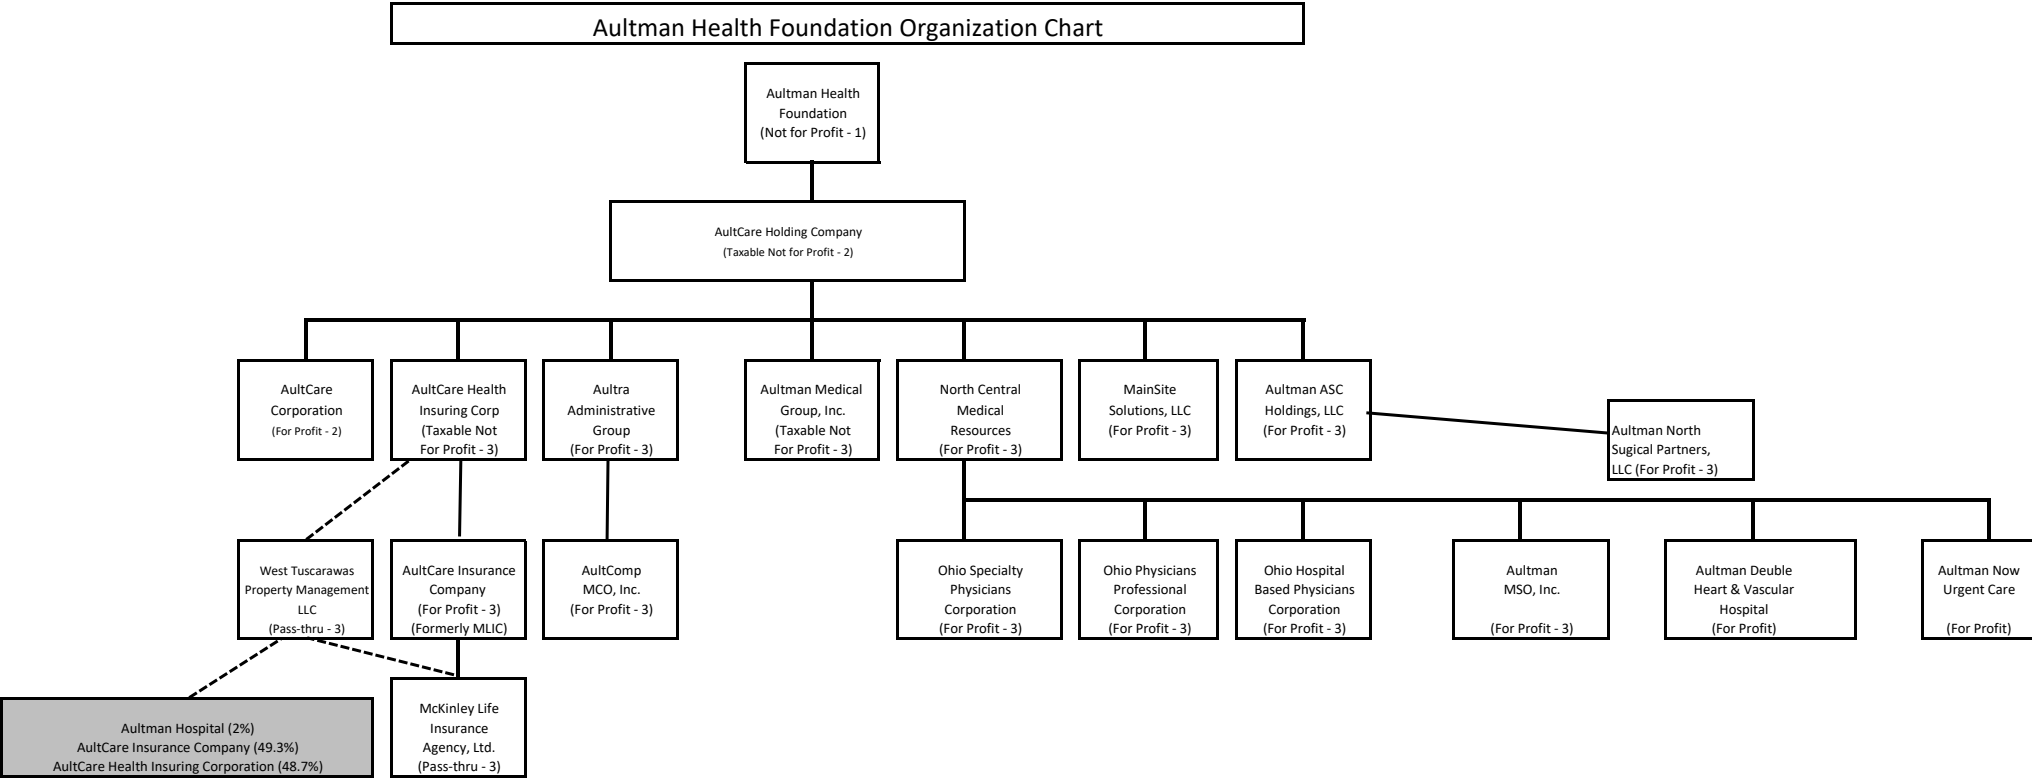 Aultman Health Foundation Organization Chart
Aultman Health
Foundation
(Not for Profit - 1)
AultCare Holding Company
(Taxable Not for Profit - 2)
AultCare
Corporation
(For Profit - 2)
AultCare Health
Insuring Corp
(Taxable Not
For Profit - 3)
Aultra
Administrative
Group
(For Profit - 3)
Aultman Medical
Group, Inc.
(Taxable Not
For Profit - 3)
North Central
Medical
Resources
(For Profit - 3)
MainSite
Solutions, LLC
(For Profit - 3)
Aultman ASC
Holdings, LLC
(For Profit - 3)
Aultman North
Sugical Partners,
LLC (For Profit - 3)
West Tuscarawas
Property Management
LLC
(Pass-thru - 3)
AultCare Insurance
Company
(For Profit - 3)
(Formerly MLIC)
AultComp
MCO, Inc.
(For Profit - 3)
Ohio Specialty
Physicians
Corporation
(For Profit - 3)
Ohio Physicians
Professional
Corporation
(For Profit - 3)
Ohio Hospital
Based Physicians
Corporation
(For Profit - 3)
Aultman
MSO, Inc.
(For Profit - 3)
Aultman Deuble
Heart & Vascular
Hospital
(For Profit)
Aultman Now
Urgent Care
(For Profit)
Aultman Hospital (2%)
AultCare Insurance Company (49.3%)
AultCare Health Insuring Corporation (48.7%)
McKinley Life
Insurance
Agency, Ltd.
(Pass-thru - 3)